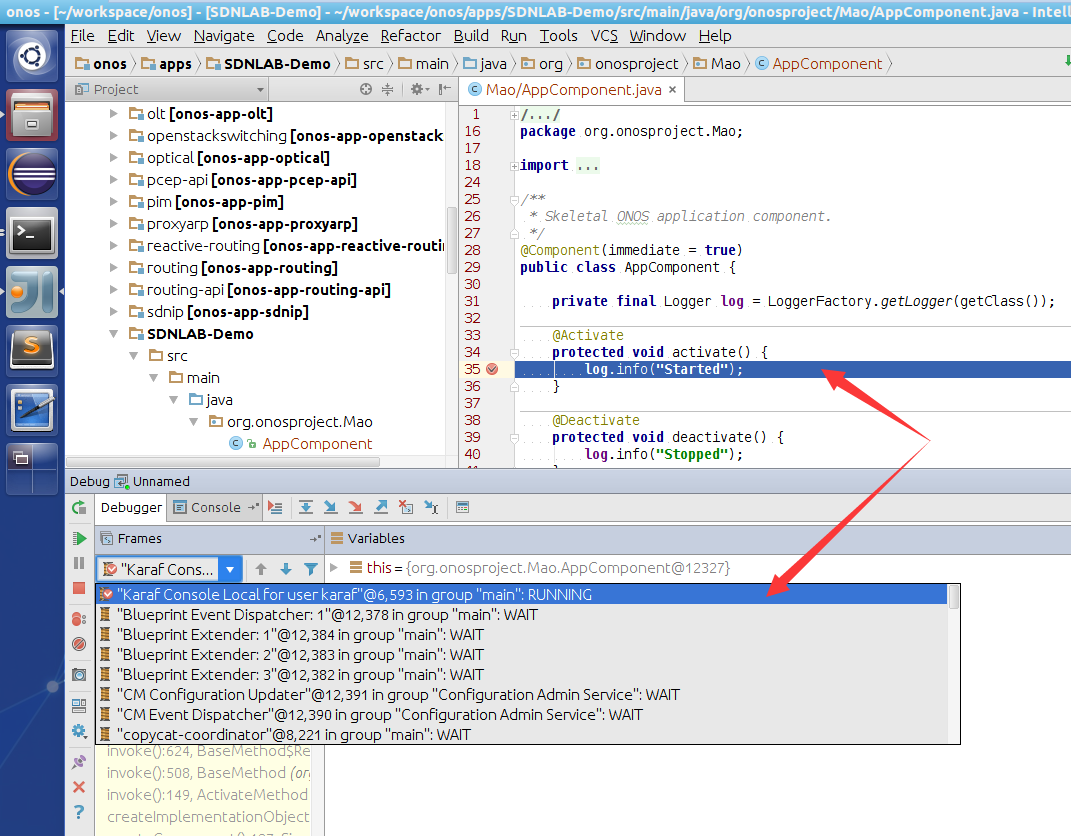 onos - [~/workspace/onos] - [SDNLAB-Demo] - ~/workspace/onos/apps/SDNLAB-Demo/src/main/java/org/onosproject/Mao/AppComponent.java - Intell
File Edit View Navigate Code Analyze Refactor Build Run Tools VCS Window Help
onos apps SDNLAB-Demo src main java org onosproject Mao AppComponent
Project
Mao/AppComponent.java
olt [onos-app-olt]
openstackswitching [onos-app-openstack
optical [onos-app-optical]
pcep-api [onos-app-pcep-api]
pim [onos-app-pim]
proxyarp [onos-app-proxyarp]
reactive-routing [onos-app-reactive-routi
routing [onos-app-routing]
routing-api [onos-app-routing-api]
sdnip [onos-app-sdnip]
SDNLAB-Demo
src
main
java
org.onosproject.Mao
AppComponent
1 /.../
16 package org.onosproject.Mao;
17
18 import ...
24
25 /**
26 * Skeletal ONOS application component.
27 */
28 @Component(immediate = true)
29 public class AppComponent {
30
31 private final Logger log = LoggerFactory.getLogger(getClass());
32
33 @Activate
34 protected void activate() {
35 log.info("Started");
36 }
37
38 @Deactivate
39 protected void deactivate() {
40 log.info("Stopped");
Debug Unnamed
Debugger Console
Frames
Variables
"Karaf Cons...
this = {org.onosproject.Mao.AppComponent@12327}
"Karaf Console Local for user karaf"@6,593 in group "main": RUNNING
"Blueprint Event Dispatcher: 1"@12,378 in group "main": WAIT
"Blueprint Extender: 1"@12,384 in group "main": WAIT
"Blueprint Extender: 2"@12,383 in group "main": WAIT
"Blueprint Extender: 3"@12,382 in group "main": WAIT
"CM Configuration Updater"@12,391 in group "Configuration Admin Service": WAIT
"CM Event Dispatcher"@12,390 in group "Configuration Admin Service": WAIT
"copycat-coordinator"@8,221 in group "main": WAIT
invoke():624, BaseMethod$Re
invoke():508, BaseMethod (or
invoke():149, ActivateMethod
createImplementationObject